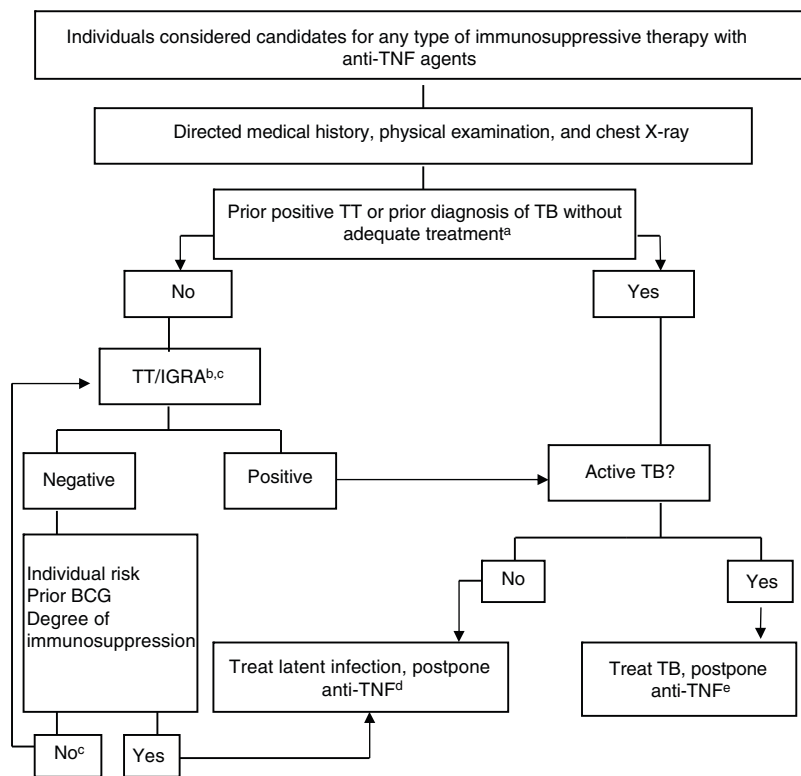 Individuals considered candidates for any type of immunosuppressive therapy with
anti-TNF agents
Directed medical history, physical examination, and chest X-ray
Prior positive TT or prior diagnosis of TB without
adequate treatmentᵃ
No
Yes
TT/IGRAᵇ,ᶜ
Negative
Positive
Active TB?
Individual risk
Prior BCG
Degree of
immunosuppression
No
Yes
Treat latent infection, postpone
anti-TNFᵈ
Treat TB, postpone
anti-TNFᵉ
Noᶜ
Yes